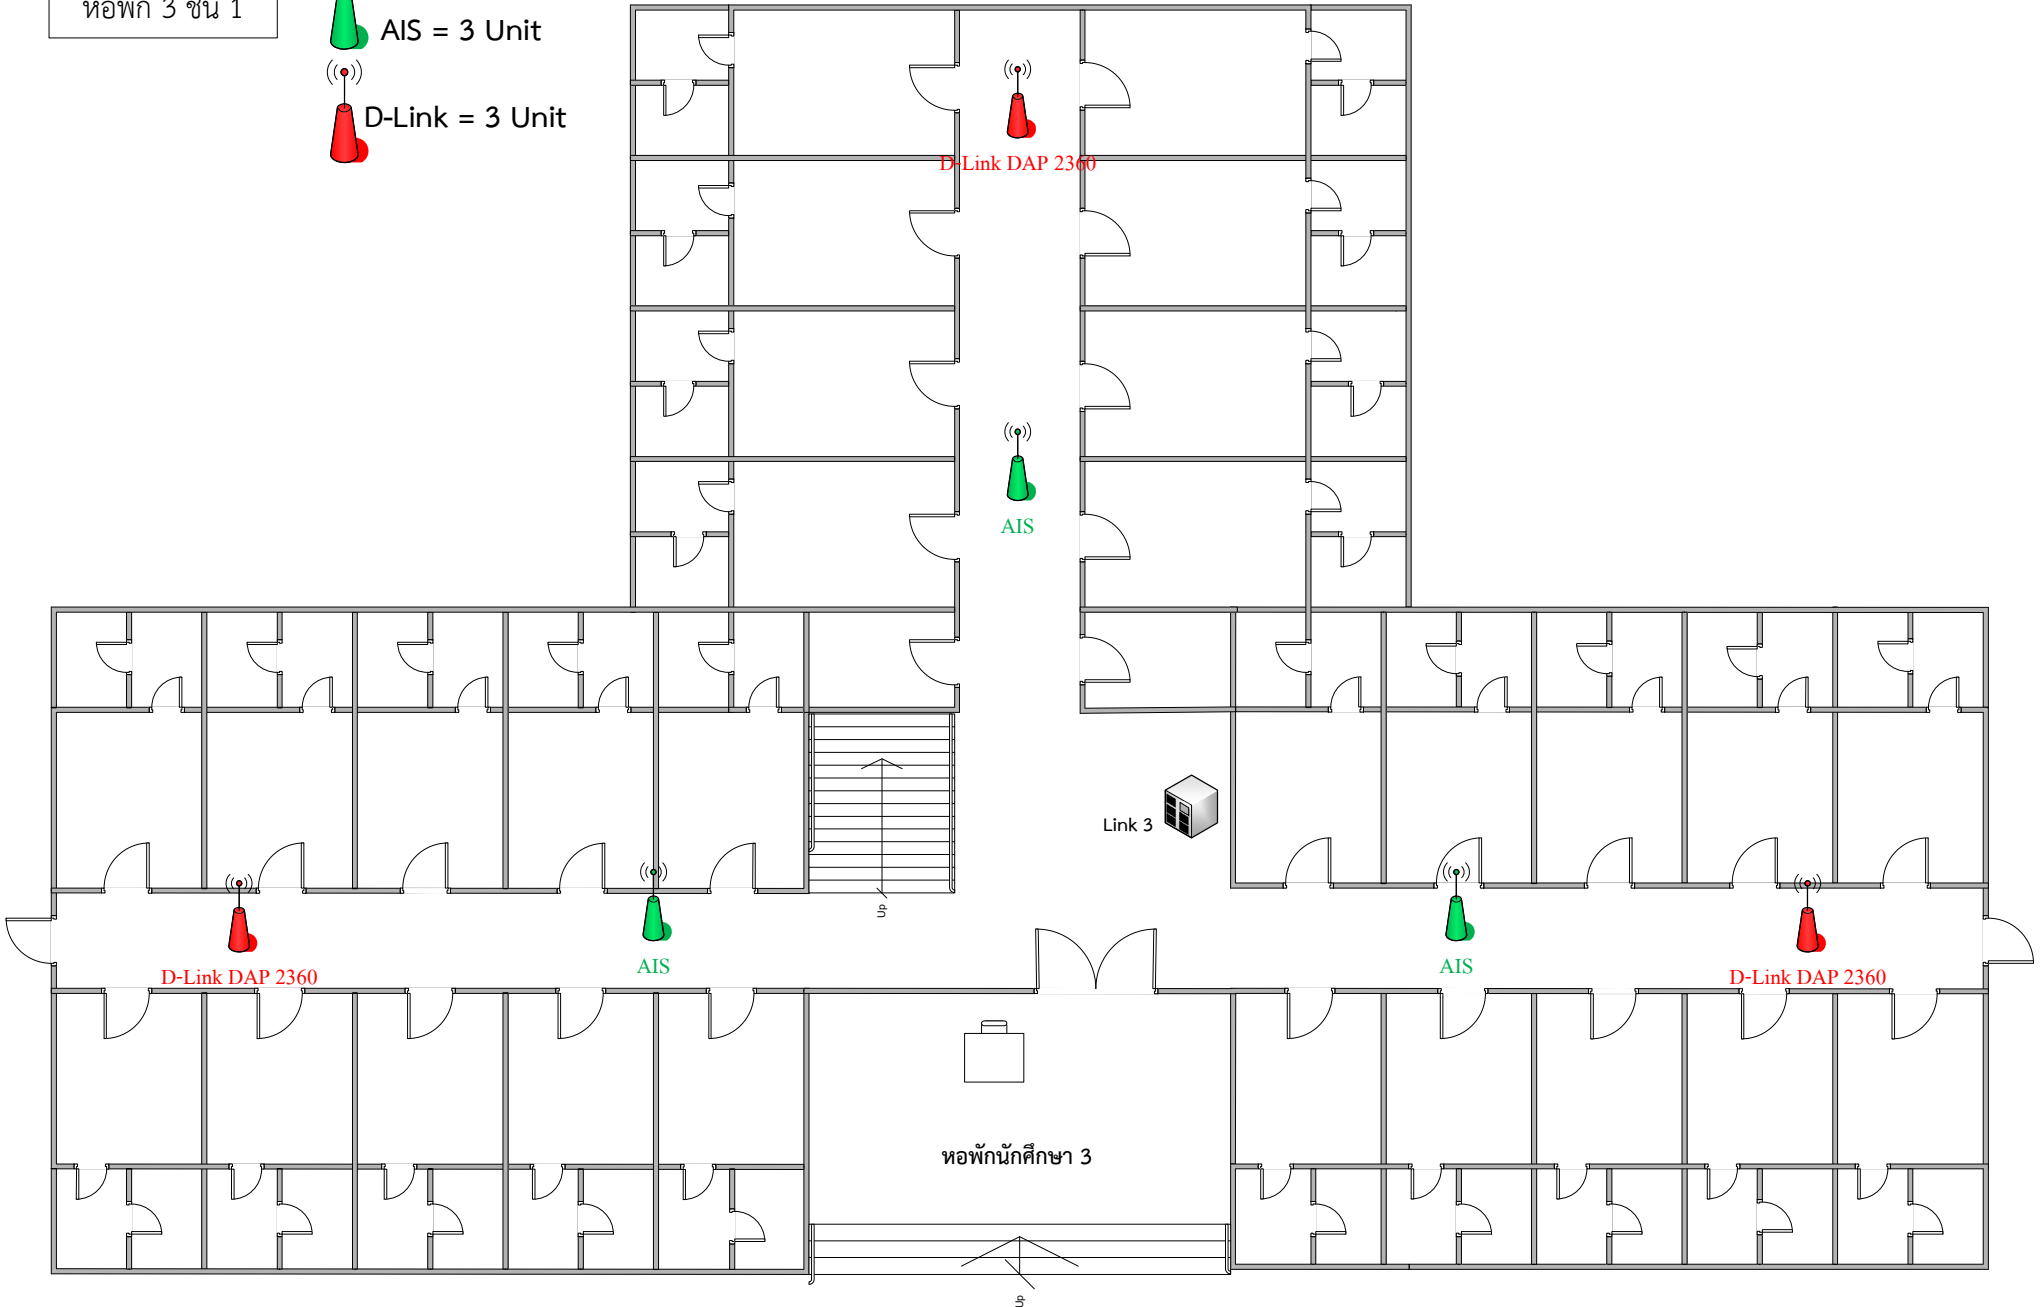 หอพัก 3 ชั้น 1
AIS = 3 Unit
D-Link = 3 Unit
D-Link DAP 2360
AIS
Link 3
Up
D-Link DAP 2360
AIS
AIS
D-Link DAP 2360
หอพักนักศึกษา 3
Up